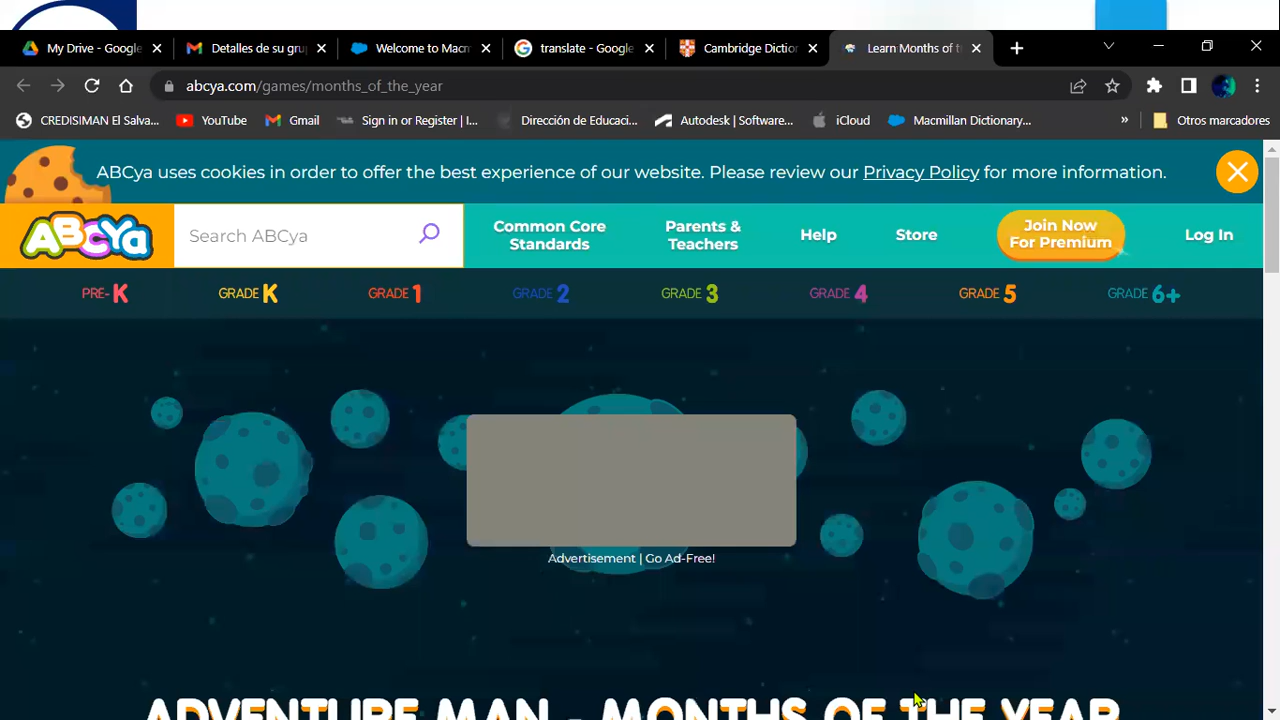 My Drive - Google
Detalles de su gru
Welcome to Macm
translate - Google
Cambridge Dictio
Learn Months of t
abcya.com/games/months_of_the_year
CREDISIMAN El Salva...
YouTube
Gmail
Sign in or Register | I...
Dirección de Educaci...
Autodesk | Software...
iCloud
Macmillan Dictionary...
»
Otros marcadores
ABCya uses cookies in order to offer the best experience of our website. Please review our Privacy Policy for more information.
ABCYa
Search ABCya
Common Core
Standards
Parents &
Teachers
Help
Store
Join Now
For Premium
Log In
PRE-K
GRADE K
GRADE 1
GRADE 2
GRADE 3
GRADE 4
GRADE 5
GRADE 6+
Advertisement | Go Ad-Free!
ADVENTURE MAN - MONTHS OF THE YEAR